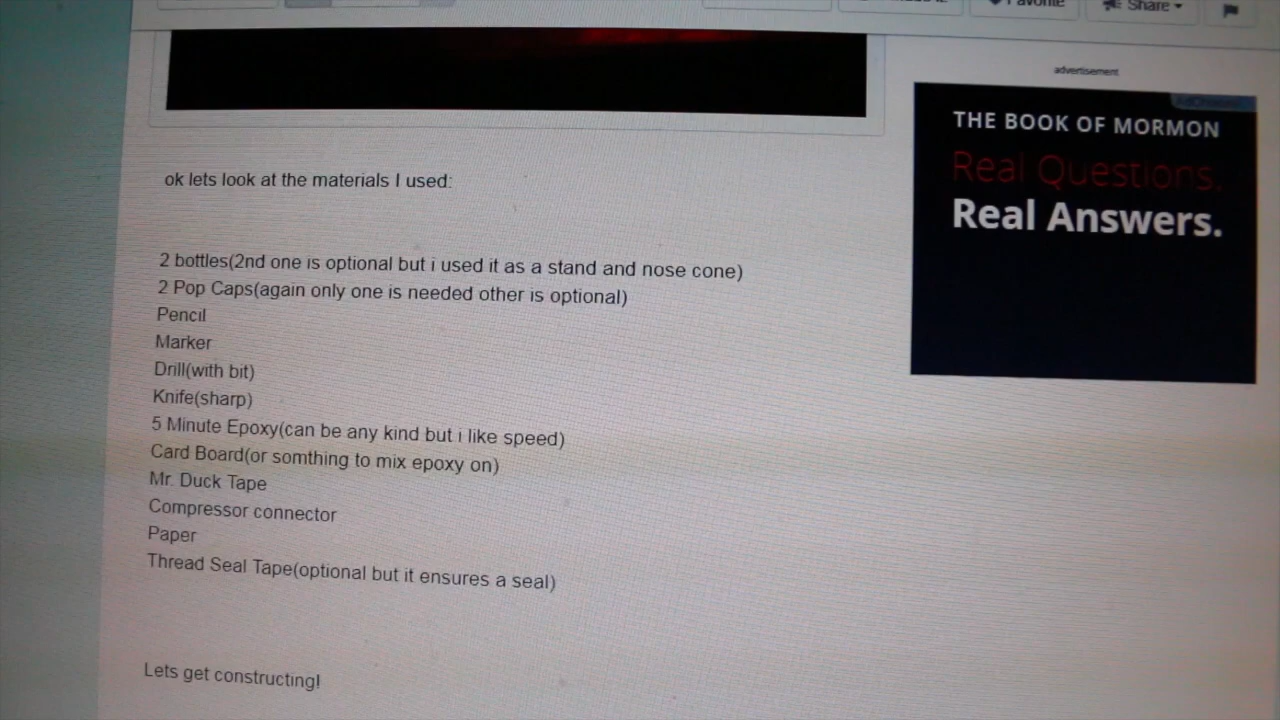 Favorite
Share
advertisement
THE BOOK OF MORMON
Real Questions.
Real Answers.
ok lets look at the materials I used:
2 bottles(2nd one is optional but i used it as a stand and nose cone)
2 Pop Caps(again only one is needed other is optional)
Pencil
Marker
Drill(with bit)
Knife(sharp)
5 Minute Epoxy(can be any kind but i like speed)
Card Board(or somthing to mix epoxy on)
Mr. Duck Tape
Compressor connector
Paper
Thread Seal Tape(optional but it ensures a seal)
Lets get constructing!